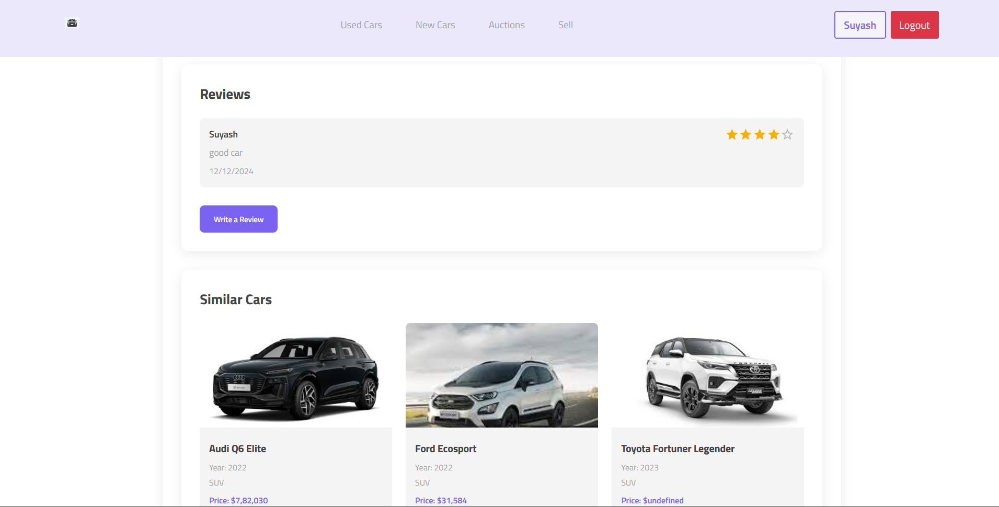 Used Cars
New Cars
Auctions
Sell
Suyash
Logout
Reviews
Suyash
good car
12/12/2024
Write a Review
Similar Cars
FORTUNER
Audi Q6 Elite
Year: 2022
SUV
Price: $7,82,030
Ford Ecosport
Year: 2022
SUV
Price: $31,584
Toyota Fortuner Legender
Year: 2023
SUV
Price: $undefined